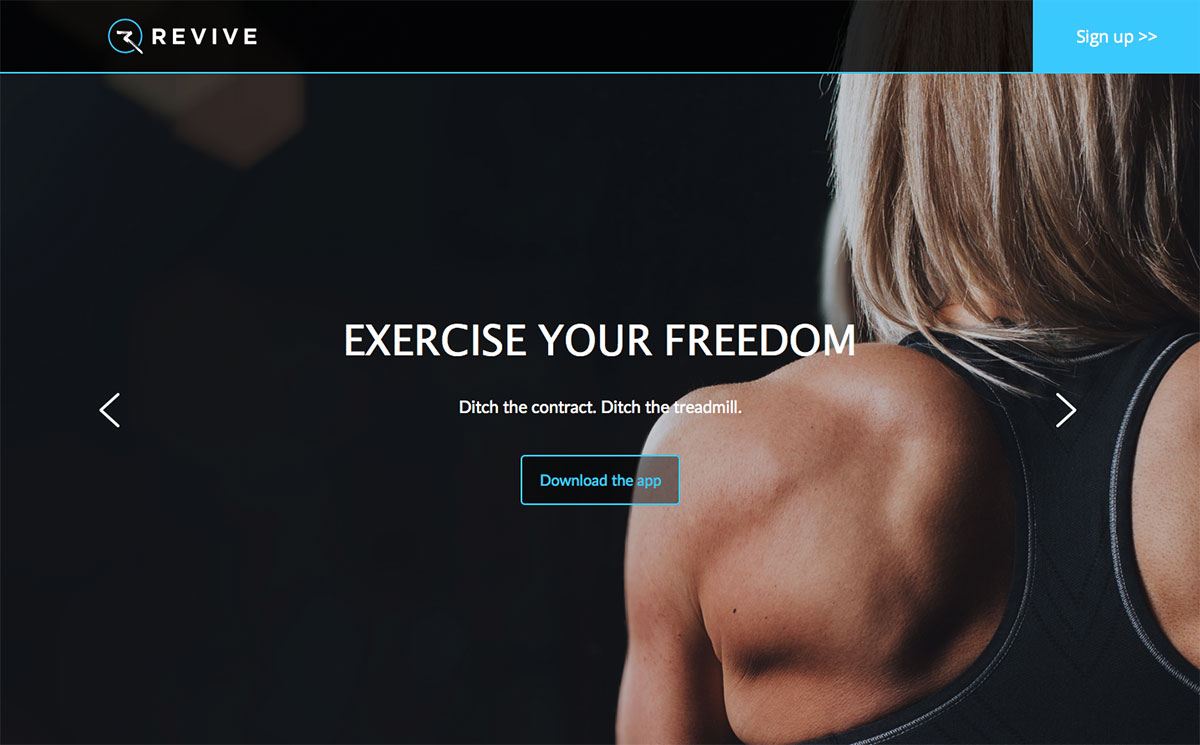 REVIVE
Sign up >>
EXERCISE YOUR FREEDOM
Ditch the contract. Ditch the treadmill.
Download the app